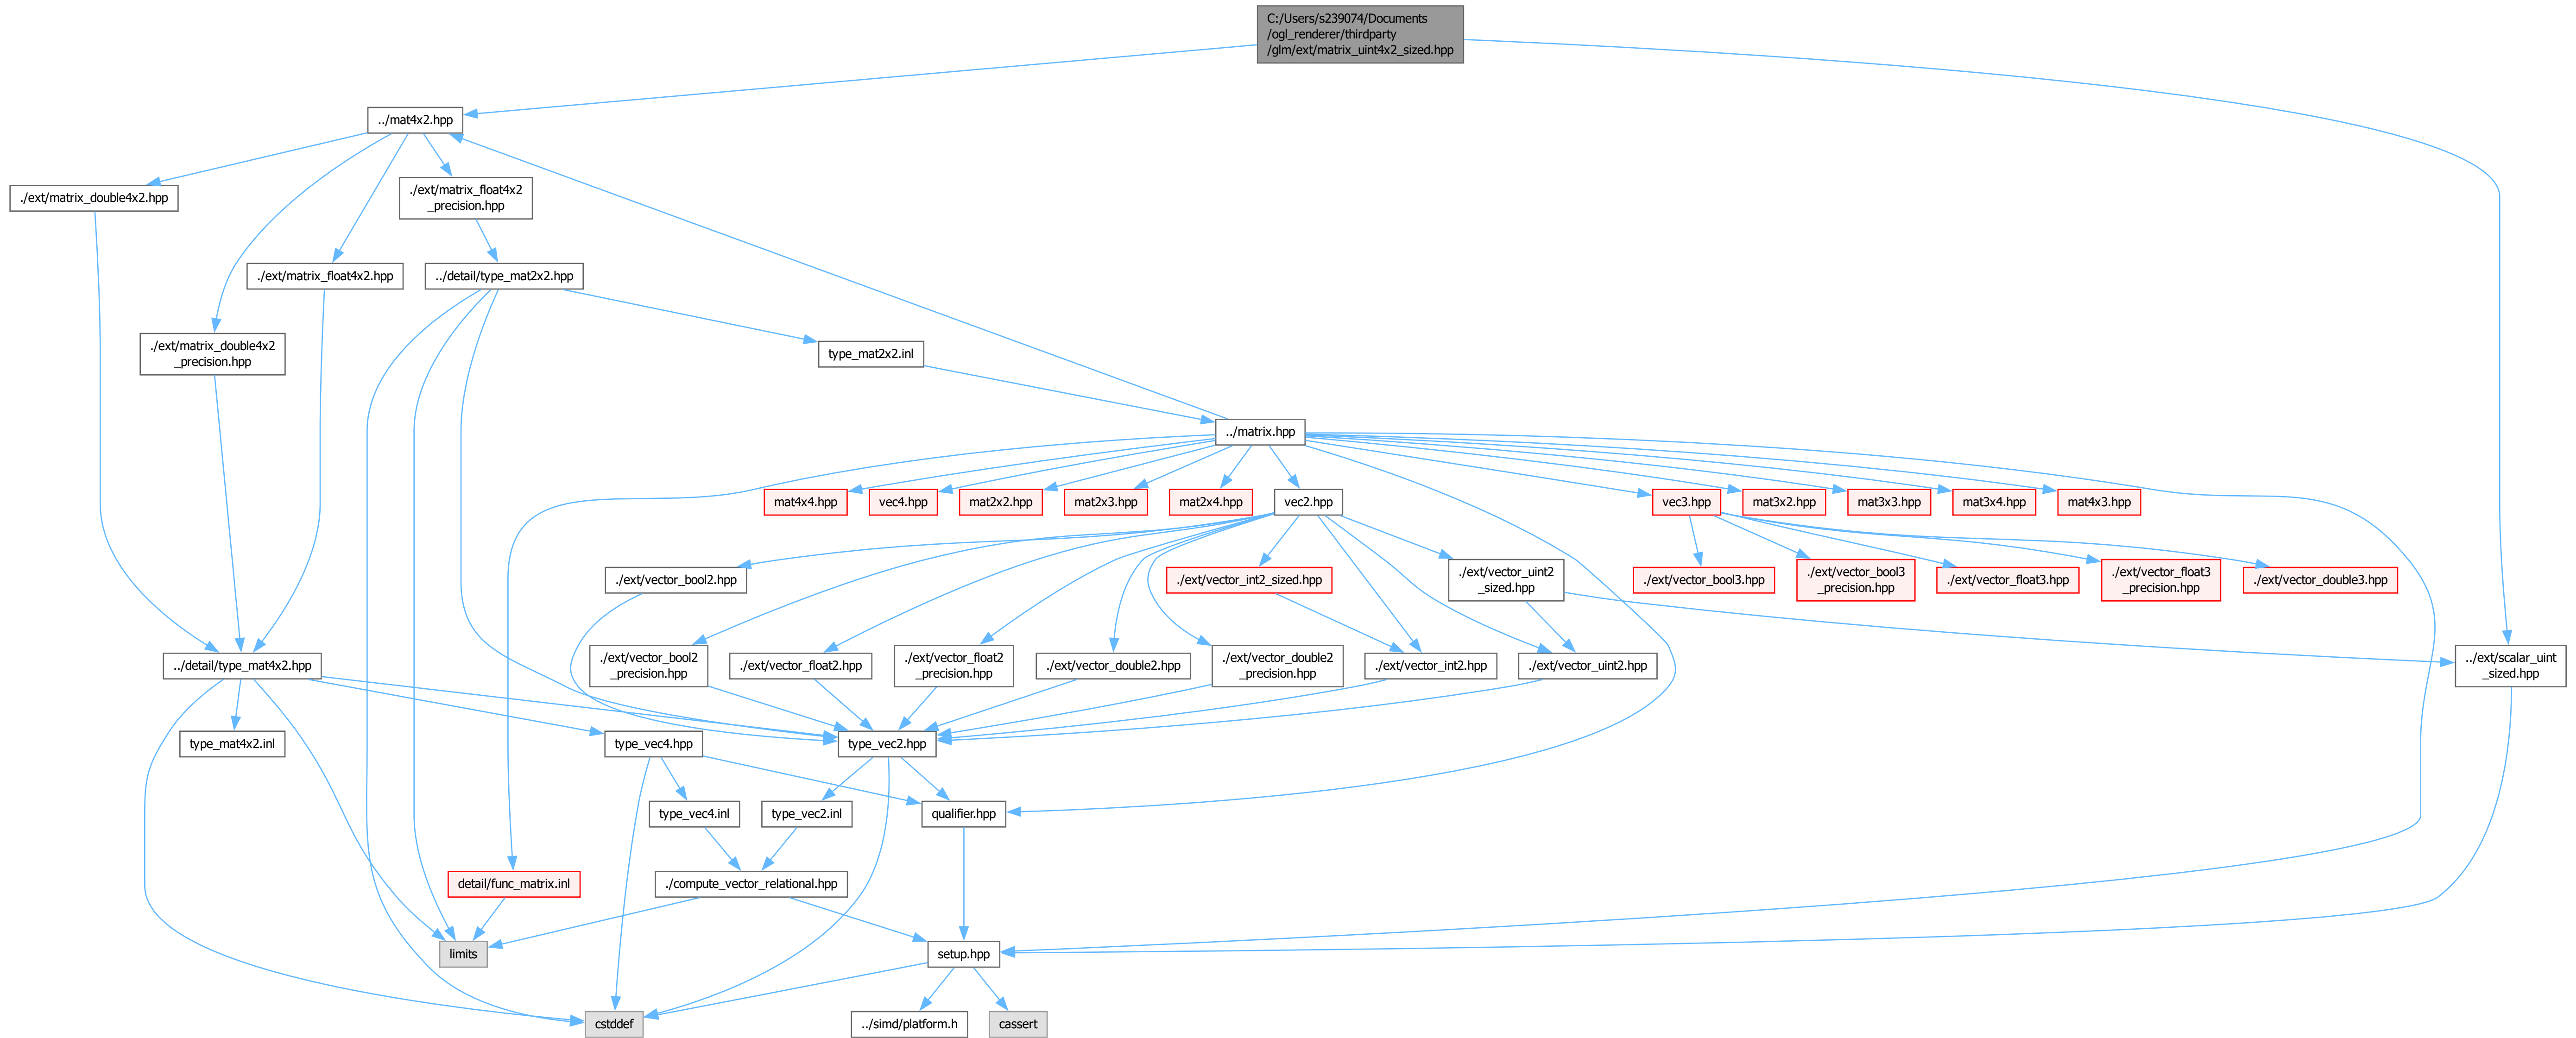 C:/Users/s239074/Documents
/ogl_renderer/thirdparty
/glm/ext/matrix_uint4x2_sized.hpp
../mat4x2.hpp
./ext/matrix_double4x2.hpp
./ext/matrix_float4x2
_precision.hpp
./ext/matrix_float4x2.hpp
../detail/type_mat2x2.hpp
./ext/matrix_double4x2
_precision.hpp
type_mat2x2.inl
../matrix.hpp
mat4x4.hpp
vec4.hpp
mat2x2.hpp
mat2x3.hpp
mat2x4.hpp
vec2.hpp
vec3.hpp
mat3x2.hpp
mat3x3.hpp
mat3x4.hpp
mat4x3.hpp
./ext/vector_bool2.hpp
./ext/vector_int2_sized.hpp
./ext/vector_uint2
_sized.hpp
./ext/vector_bool3.hpp
./ext/vector_bool3
_precision.hpp
./ext/vector_float3.hpp
./ext/vector_float3
_precision.hpp
./ext/vector_double3.hpp
../detail/type_mat4x2.hpp
./ext/vector_bool2
_precision.hpp
./ext/vector_float2.hpp
./ext/vector_float2
_precision.hpp
./ext/vector_double2.hpp
./ext/vector_double2
_precision.hpp
./ext/vector_int2.hpp
./ext/vector_uint2.hpp
../ext/scalar_uint
_sized.hpp
type_mat4x2.inl
type_vec4.hpp
type_vec2.hpp
type_vec4.inl
type_vec2.inl
qualifier.hpp
detail/func_matrix.inl
./compute_vector_relational.hpp
limits
setup.hpp
cstddef
../simd/platform.h
cassert